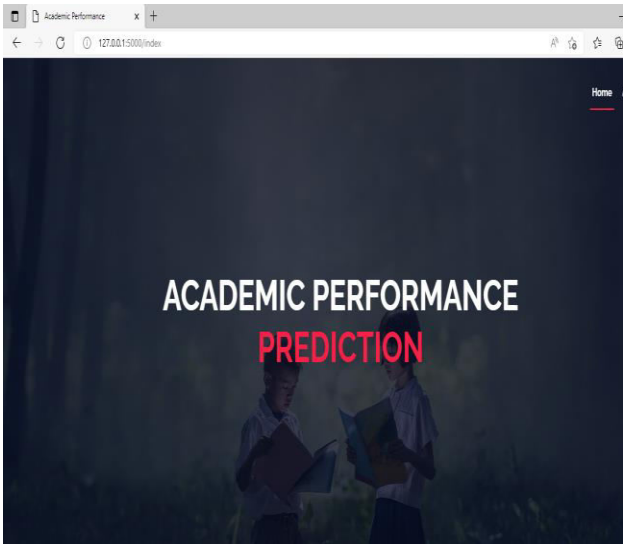 Academic Performance
127.0.0.1:5000/index
Home
ACADEMIC PERFORMANCE
PREDICTION